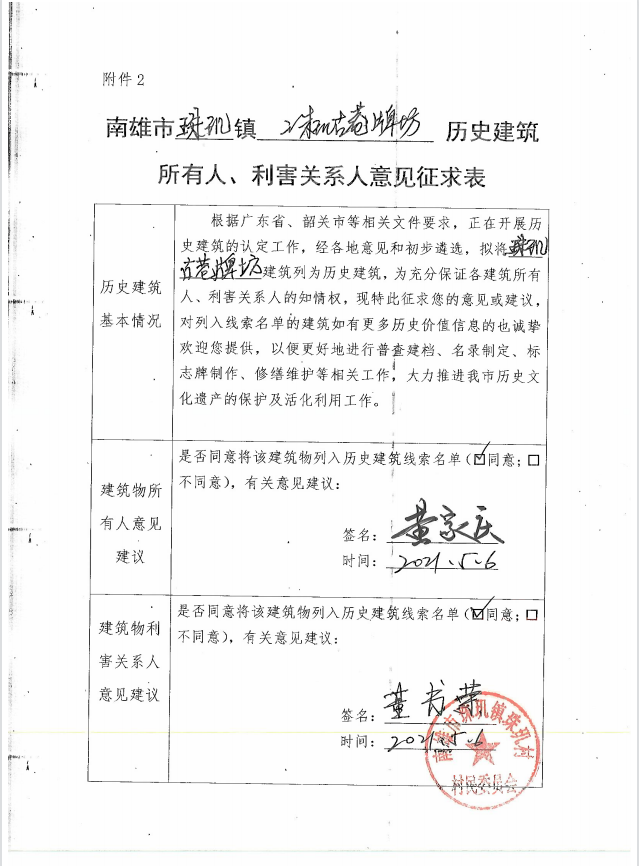 附件2
南雄市珠玑镇 珠玑古巷牌坊 历史建筑
所有人、利害关系人意见征求表
历史建筑
基本情况
根据广东省、韶关市等相关文件要求，正在开展历
史建筑的认定工作，经各地意见和初步遴选，拟将珠玑
古巷牌坊建筑列为历史建筑，为充分保证各建筑所有
人、利害关系人的知情权，现特此征求您的意见或建议，
对列入线索名单的建筑如有更多历史价值信息的也诚挚
欢迎您提供，以便更好地进行普查建档、名录制定、标
志牌制作、修缮维护等相关工作，大力推进我市历史文
化遗产的保护及活化利用工作。
建筑物所
有人意见
建议
是否同意将该建筑物列入历史建筑线索名单（☑同意；□
不同意），有关意见建议：
签名：董家庆
时间：2021.5.6
建筑物利
害关系人
意见建议
是否同意将该建筑物列入历史建筑线索名单（☑同意；□
不同意），有关意见建议：
签名：董书荣
时间：2021.5.6
南雄市珠玑镇珠玑村
村民委员会